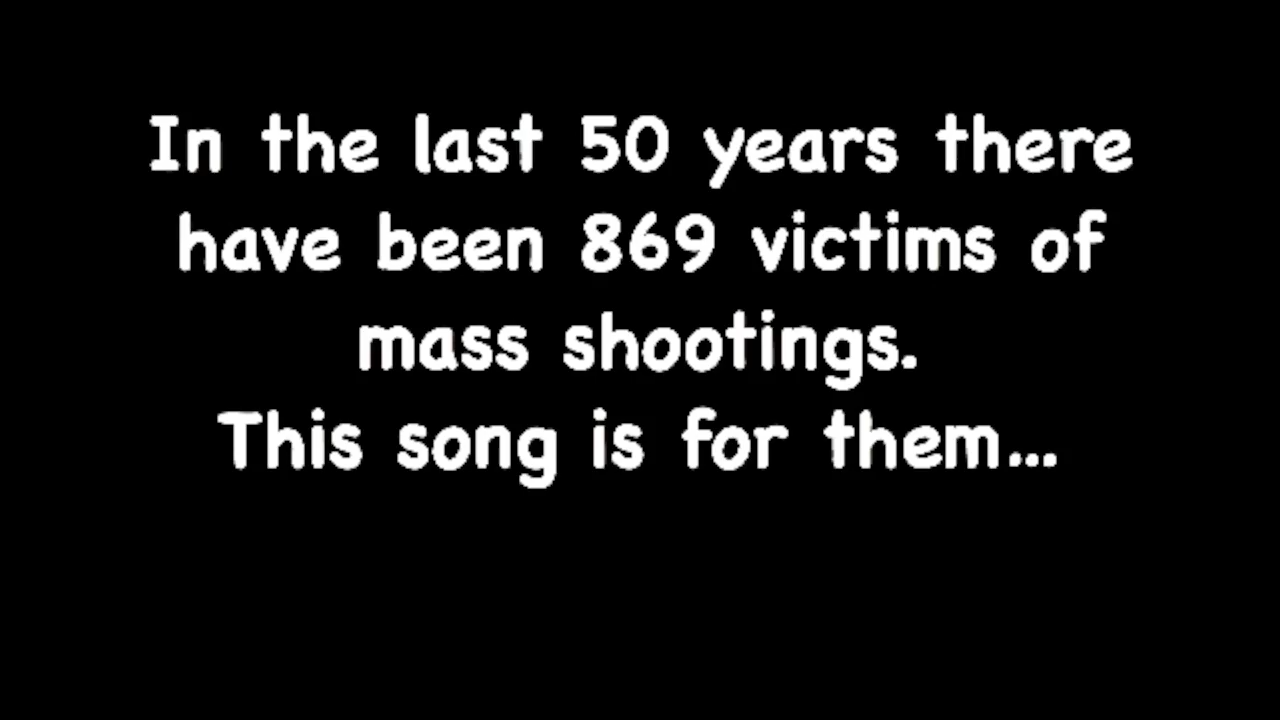 In the last 50 years there
have been 869 victims of
mass shootings.
This song is for them...